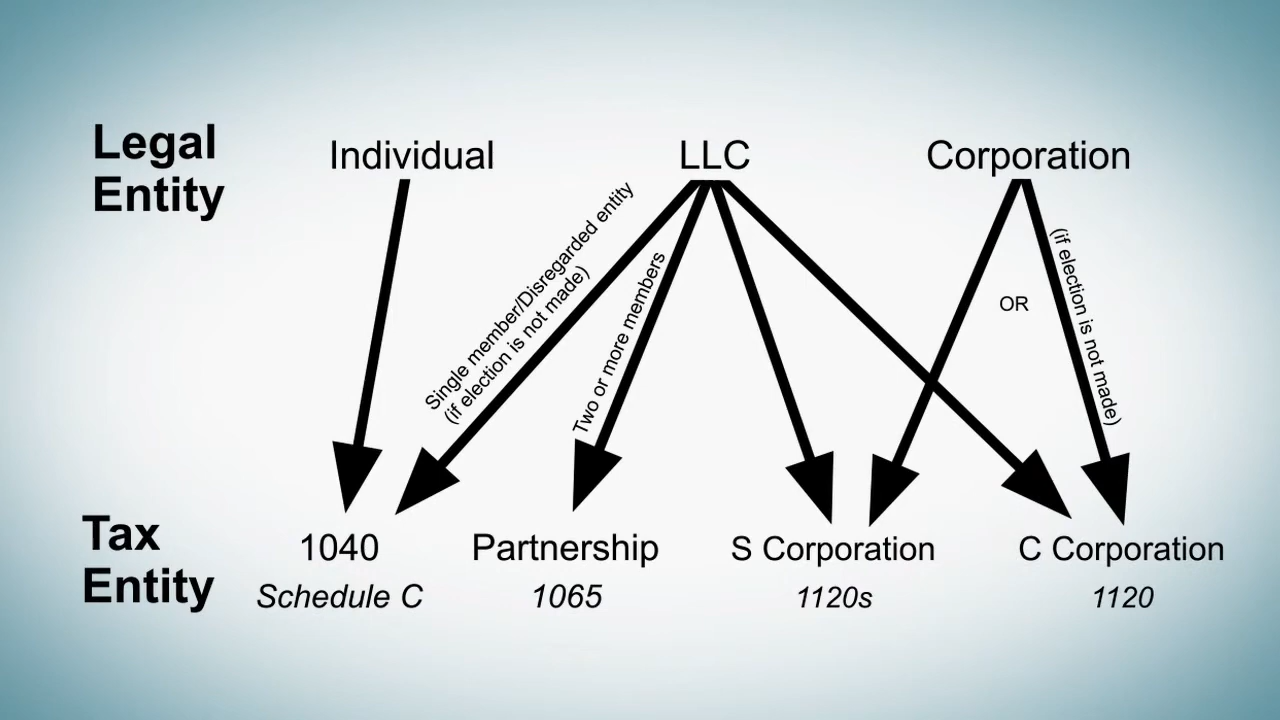 Legal
Entity
Individual
LLC
Corporation
Single member/Disregarded entity
(if election is not made)
Two or more members
OR
(if election is not made)
Tax
Entity
1040
Partnership
S Corporation
C Corporation
Schedule C
1065
1120s
1120